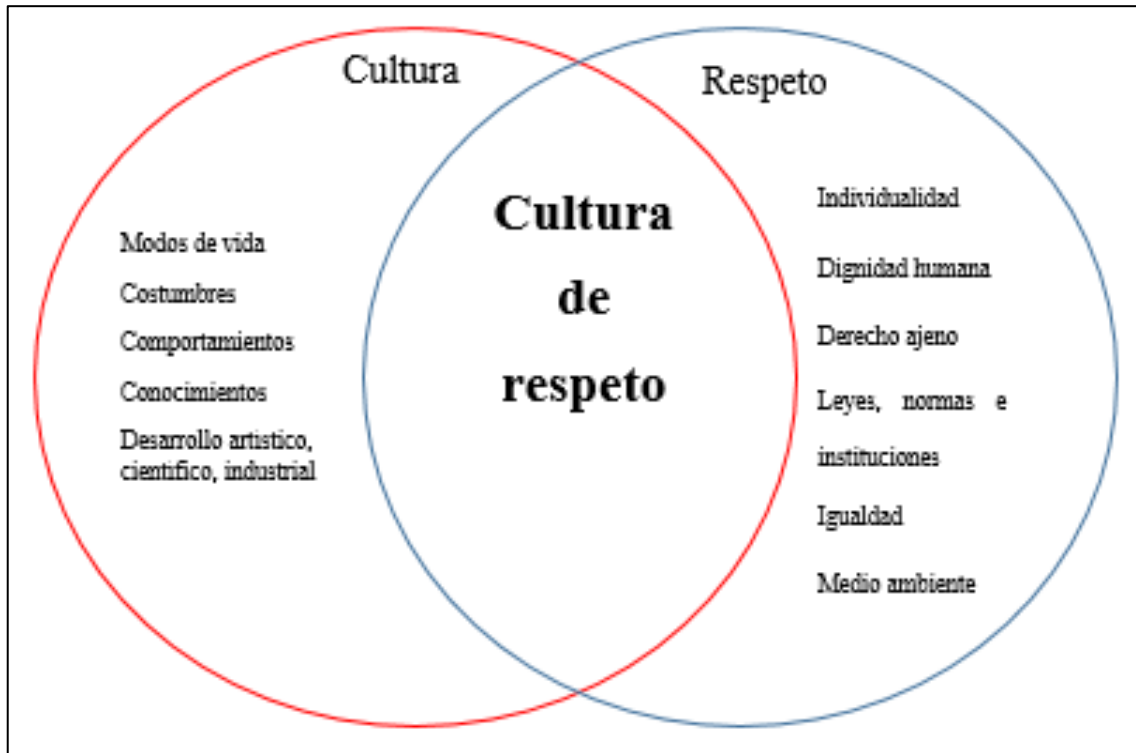 Cultura
Modos de vida
Costumbres
Comportamientos
Conocimientos
Desarrollo artistico,
cientifico, industrial
Cultura
de
respeto
Respeto
Individualidad
Dignidad humana
Derecho ajeno
Leyes, normas e
instituciones
Igualdad
Medio ambiente